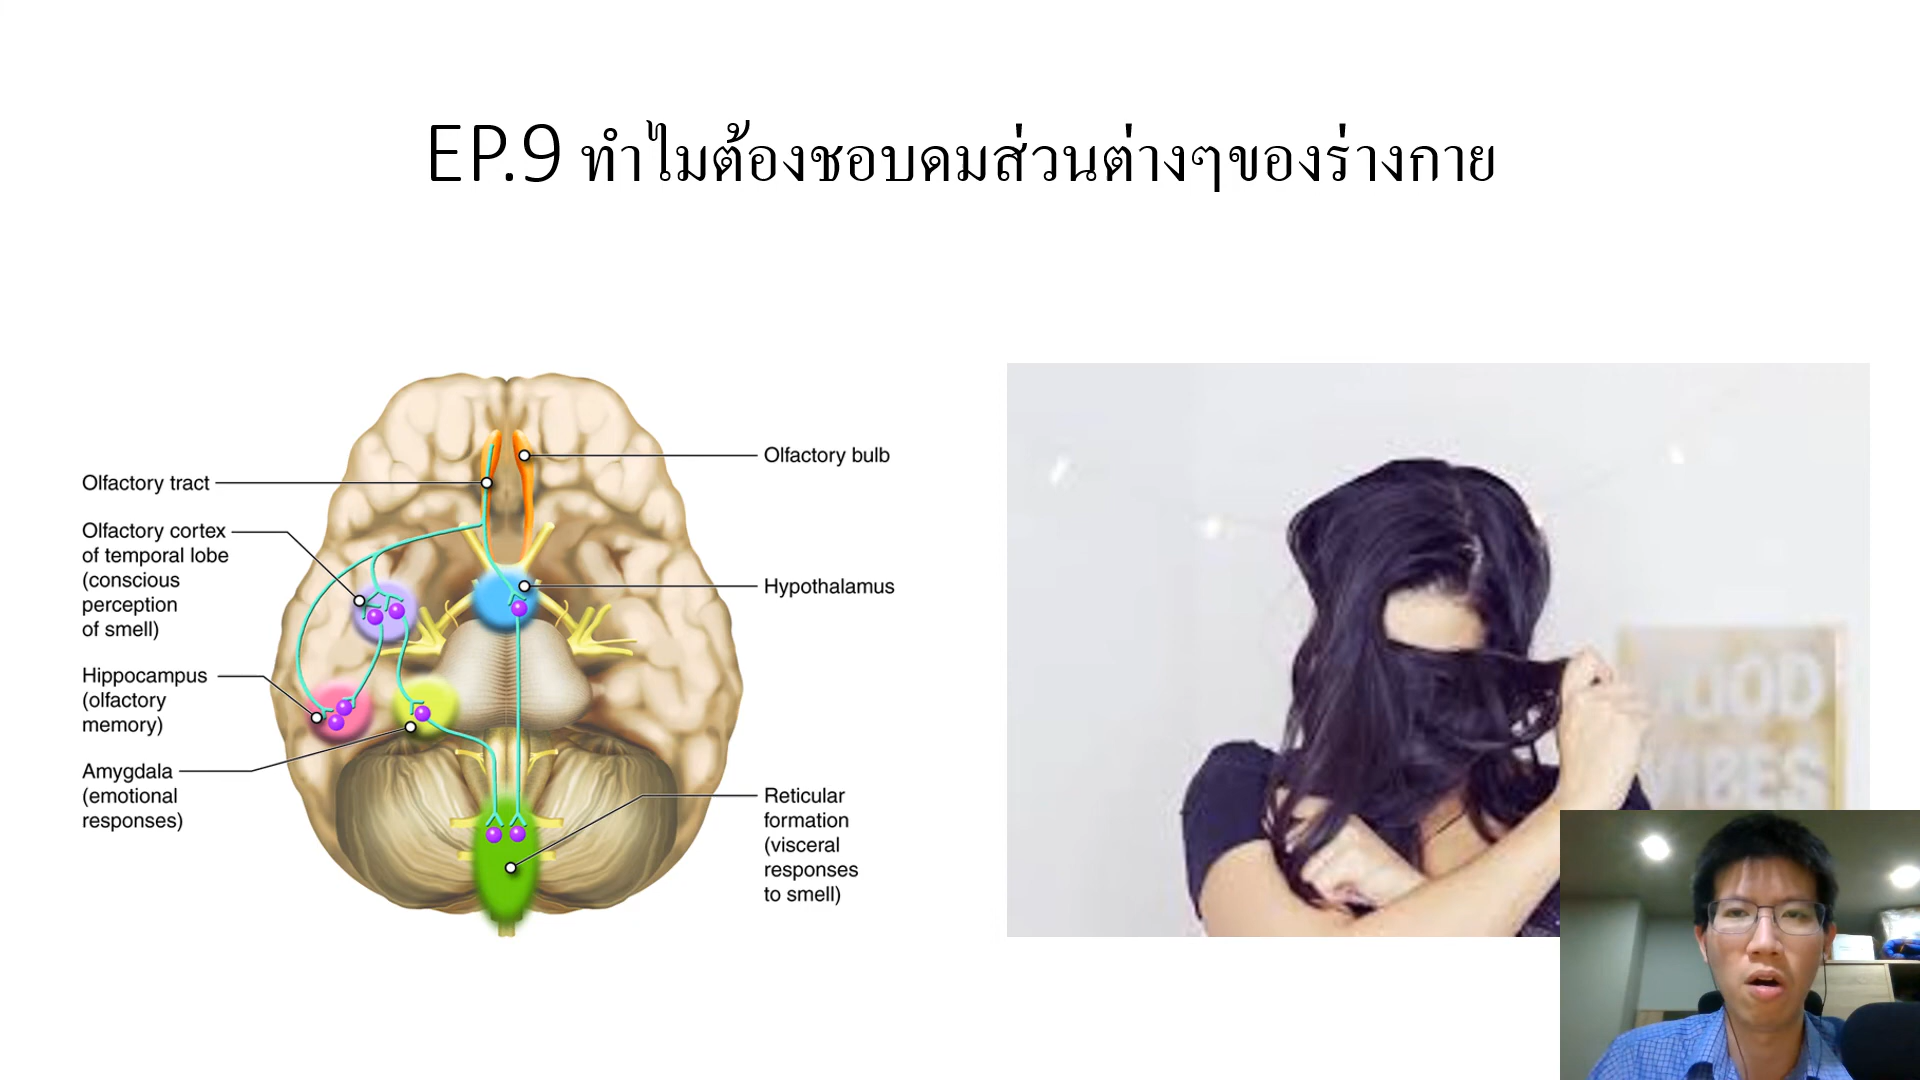 EP.9 ทำไมต้องชอบดมส่วนต่างๆของร่างกาย
Olfactory tract
Olfactory cortex
of temporal lobe
(conscious
perception
of smell)
Hippocampus
(olfactory
memory)
Amygdala
(emotional
responses)
Olfactory bulb
Hypothalamus
Reticular
formation
(visceral
responses
to smell)
VIBES